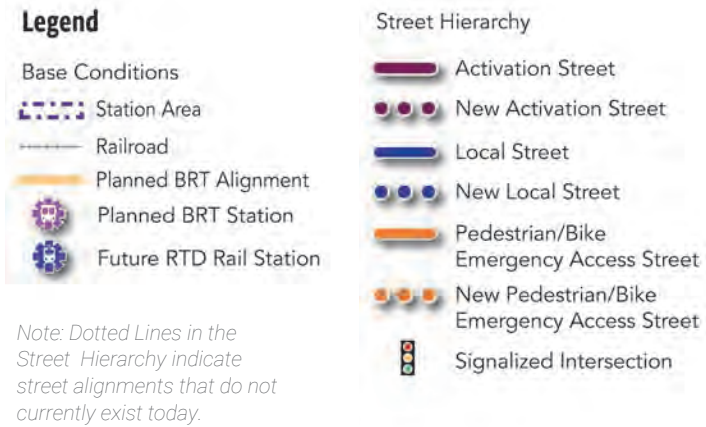 Legend
Base Conditions
Station Area
Railroad
Planned BRT Alignment
Planned BRT Station
Future RTD Rail Station
Note: Dotted Lines in the
Street Hierarchy indicate
street alignments that do not
currently exist today.
Street Hierarchy
Activation Street
New Activation Street
Local Street
New Local Street
Pedestrian/Bike
Emergency Access Street
New Pedestrian/Bike
Emergency Access Street
Signalized Intersection